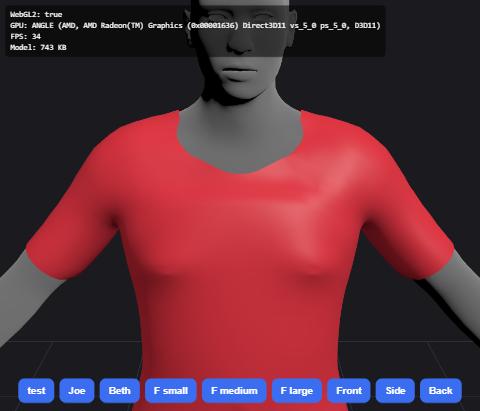 WebGL2: true
GPU: ANGLE (AMD, AMD Radeon(TM) Graphics (0x00001636) Direct3D11 vs_5_0 ps_5_0, D3D11)
FPS: 34
Model: 743 KB
test Joe Beth F small F medium F large Front Side Back